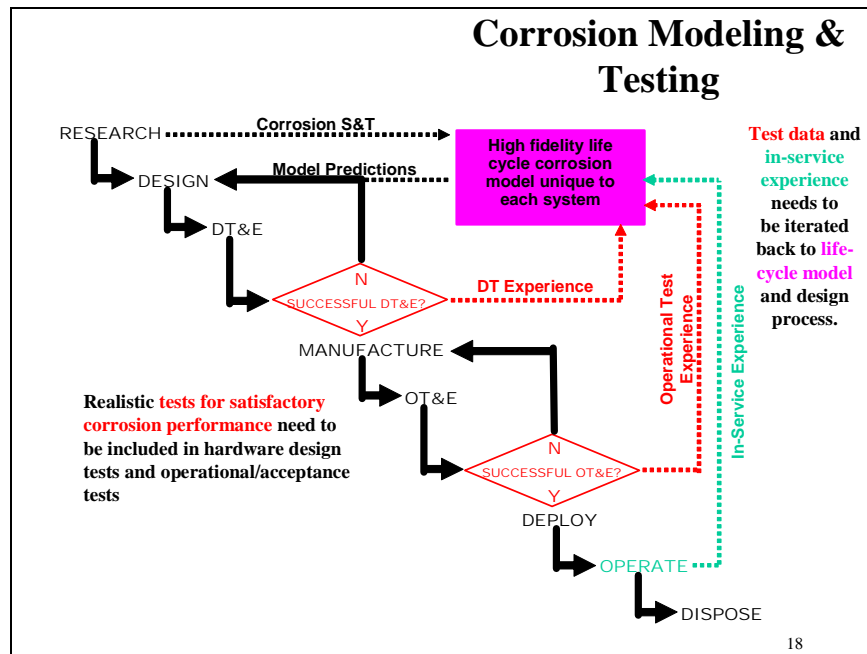 Corrosion Modeling &
Testing
RESEARCH
Corrosion S&T
High fidelity life
cycle corrosion
model unique to
each system
Test data and
in-service
experience
needs to
be iterated
back to life-
cycle model
and design
process.
Model Predictions
DESIGN
DT&E
N
SUCCESSFUL DT&E?
Y
DT Experience
Operational Test
Experience
In-Service Experience
MANUFACTURE
Realistic tests for satisfactory
corrosion performance need to
be included in hardware design
tests and operational/acceptance
tests
OT&E
N
SUCCESSFUL OT&E?
Y
DEPLOY
OPERATE
DISPOSE
18